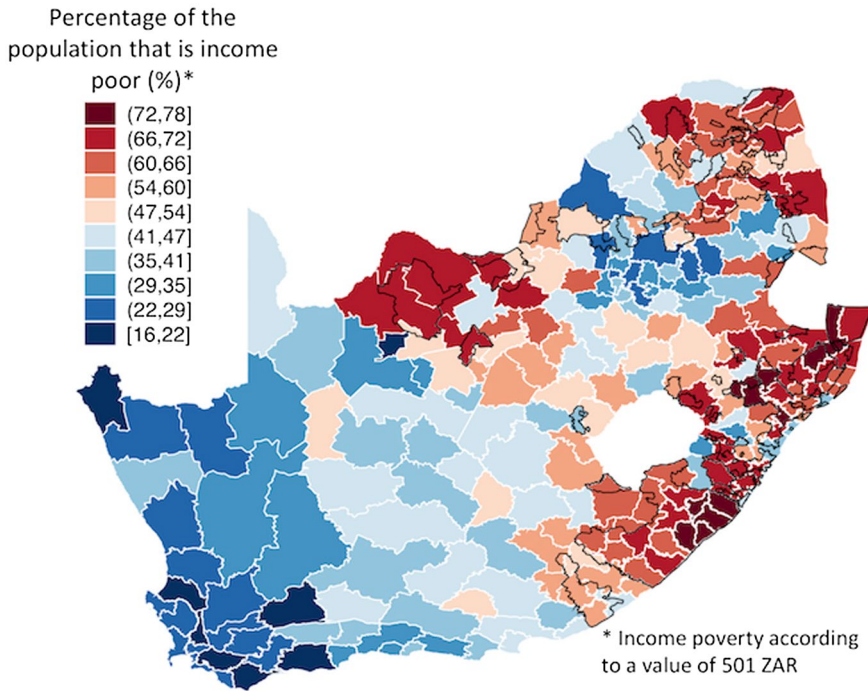 Percentage of the
population that is income
poor (%)*
(72,78]
(66,72]
(60,66]
(54,60]
(47,54]
(41,47]
(35,41]
(29,35]
(22,29]
[16,22]
* Income poverty according
to a value of 501 ZAR